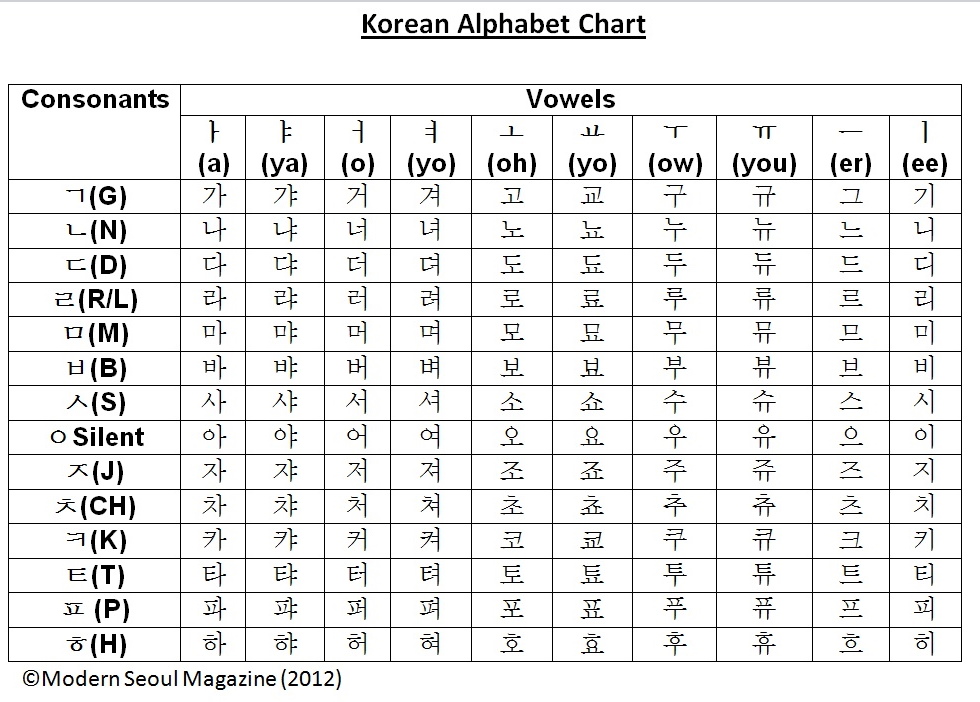 Korean Alphabet Chart
Consonants Vowels
ㅏ ㅑ ㅓ ㅕ ㅗ ㅛ ㅜ ㅠ ㅡ ㅣ
(a) (ya) (o) (yo) (oh) (yo) (ow) (you) (er) (ee)
ㄱ(G) 가 갸 거 겨 고 교 구 규 그 기
ㄴ(N) 나 냐 녀 녀 노 뇨 누 뉴 느 니
ㄷ(D) 다 댜 더 뎌 도 됴 두 듀 드 디
ㄹ(R/L) 라 랴 러 려 로 료 루 류 르 리
ㅁ(M) 마 먀 머 며 모 묘 무 뮤 므 미
ㅂ(B) 바 뱌 버 벼 보 뵤 부 뷰 브 비
ㅅ(S) 사 샤 서 셔 소 쇼 수 슈 스 시
ㅇ Silent 아 야 어 여 오 요 우 유 으 이
ㅈ(J) 자 쟈 저 져 조 죠 주 쥬 즈 지
ㅊ(CH) 차 챠 처 쳐 초 쵸 추 츄 츠 치
ㅋ(K) 카 캬 커 켜 코 쿄 쿠 큐 크 키
ㅌ(T) 타 탸 터 텨 토 툐 투 튜 트 티
ㅍ (P) 파 퍄 퍼 펴 포 표 푸 퓨 프 피
ㅎ(H) 하 햐 허 혀 호 효 후 휴 흐 히
©Modern Seoul Magazine (2012)